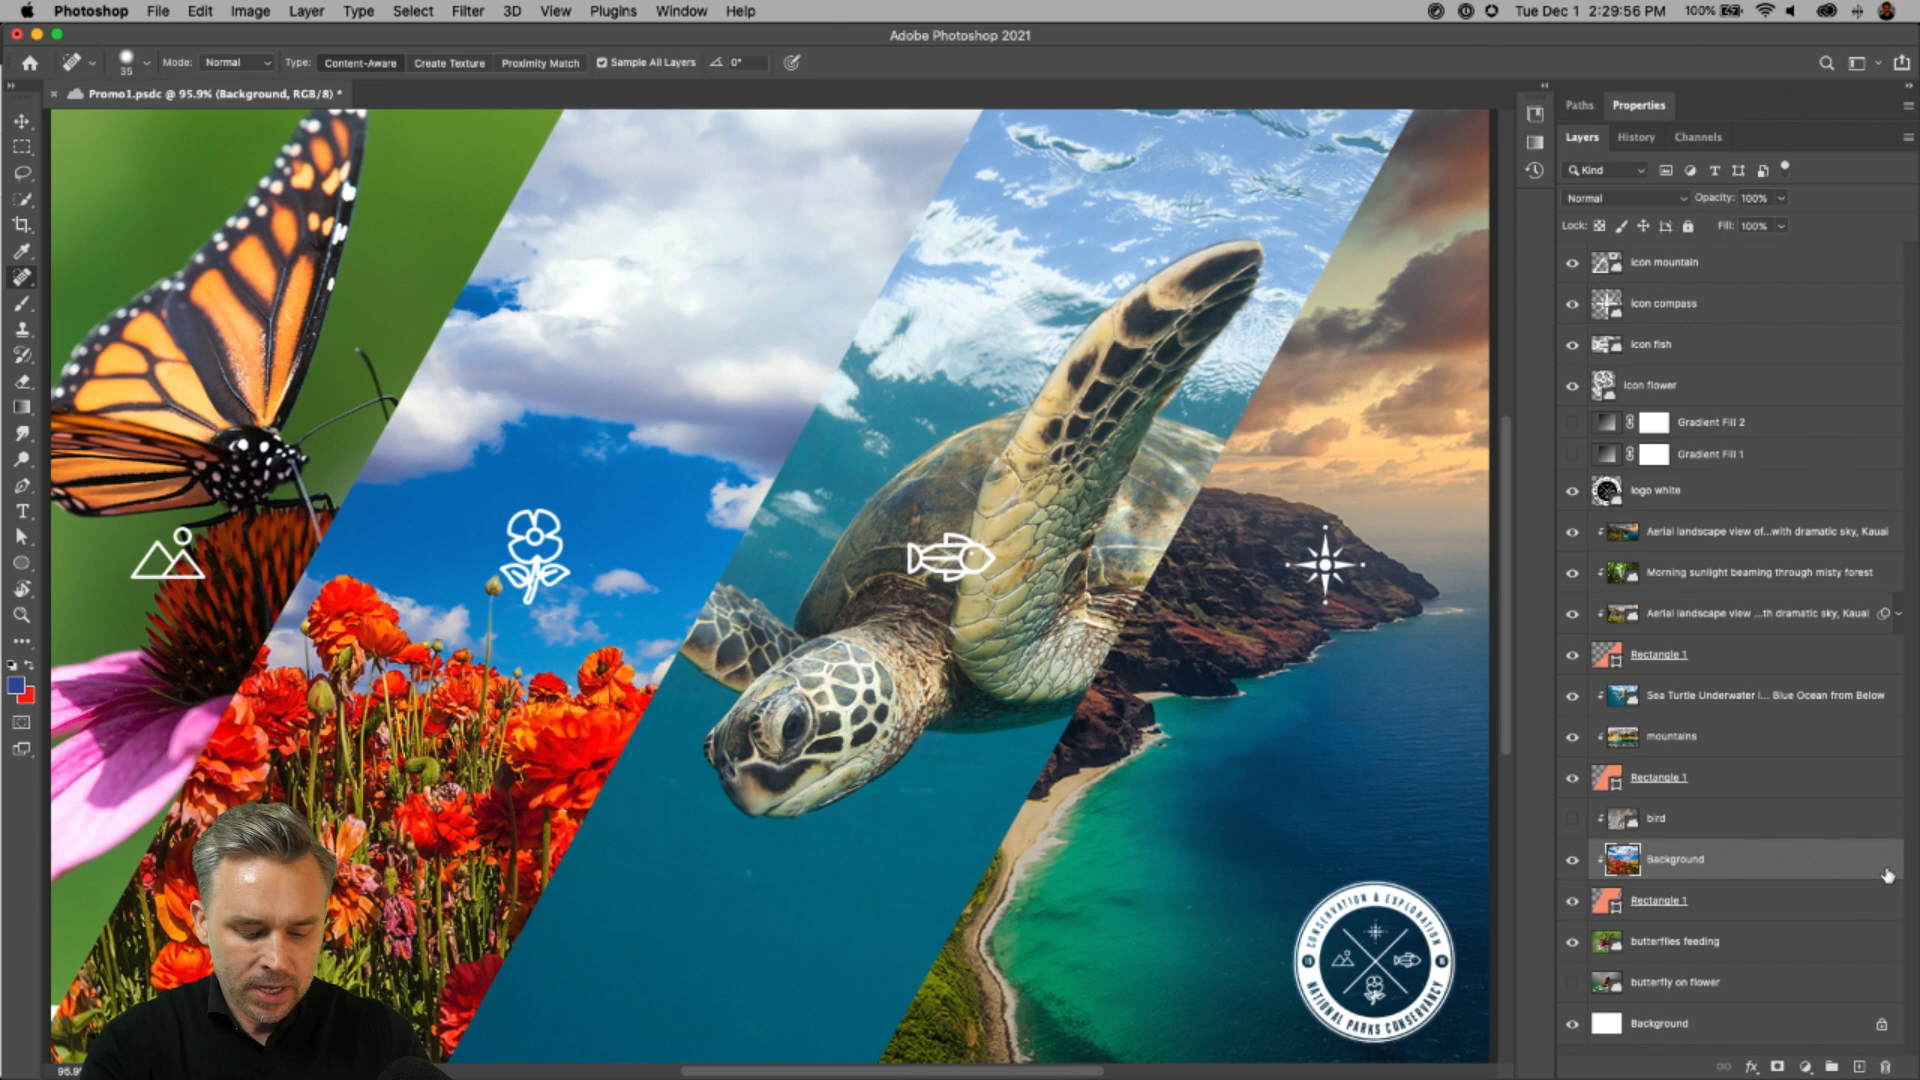 Photoshop File Edit Image Layer Type Select Filter 3D View Plugins Window Help
Tue Dec 1 2:29:56 PM 100%
Adobe Photoshop 2021
35 Mode: Normal Type: Content-Aware Create Texture Proximity Match Sample All Layers 0°
Promo1.psdc @ 95.9% (Background, RGB/8) *
Paths Properties
Layers History Channels
Kind
Normal Opacity: 100%
Lock: Fill: 100%
icon mountain
icon compass
icon fish
icon flower
Gradient Fill 2
Gradient Fill 1
logo white
Aerial landscape view of...with dramatic sky, Kauai
Morning sunlight beaming through misty forest
Aerial landscape view ...th dramatic sky, Kauai
Rectangle 1
Sea Turtle Underwater i... Blue Ocean from Below
mountains
Rectangle 1
bird
Background
Rectangle 1
butterflies feeding
butterfly on flower
Background
CONSERVATION & EXPLORATION
NATIONAL PARKS CONSERVANCY
95.9%
fx